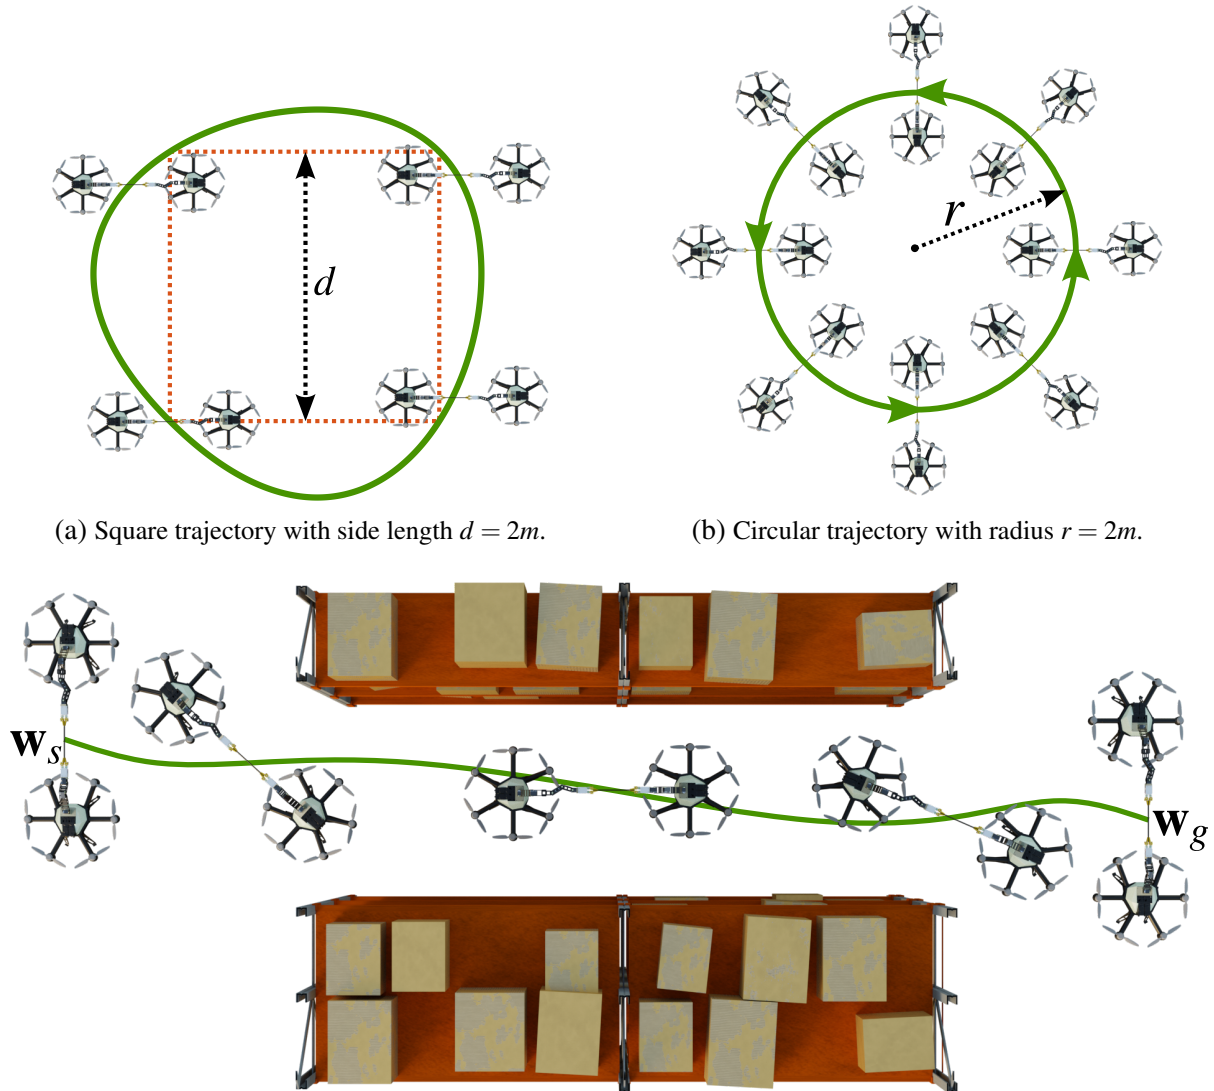 d
r
(a) Square trajectory with side length d = 2m.
(b) Circular trajectory with radius r = 2m.
w_s
w_g